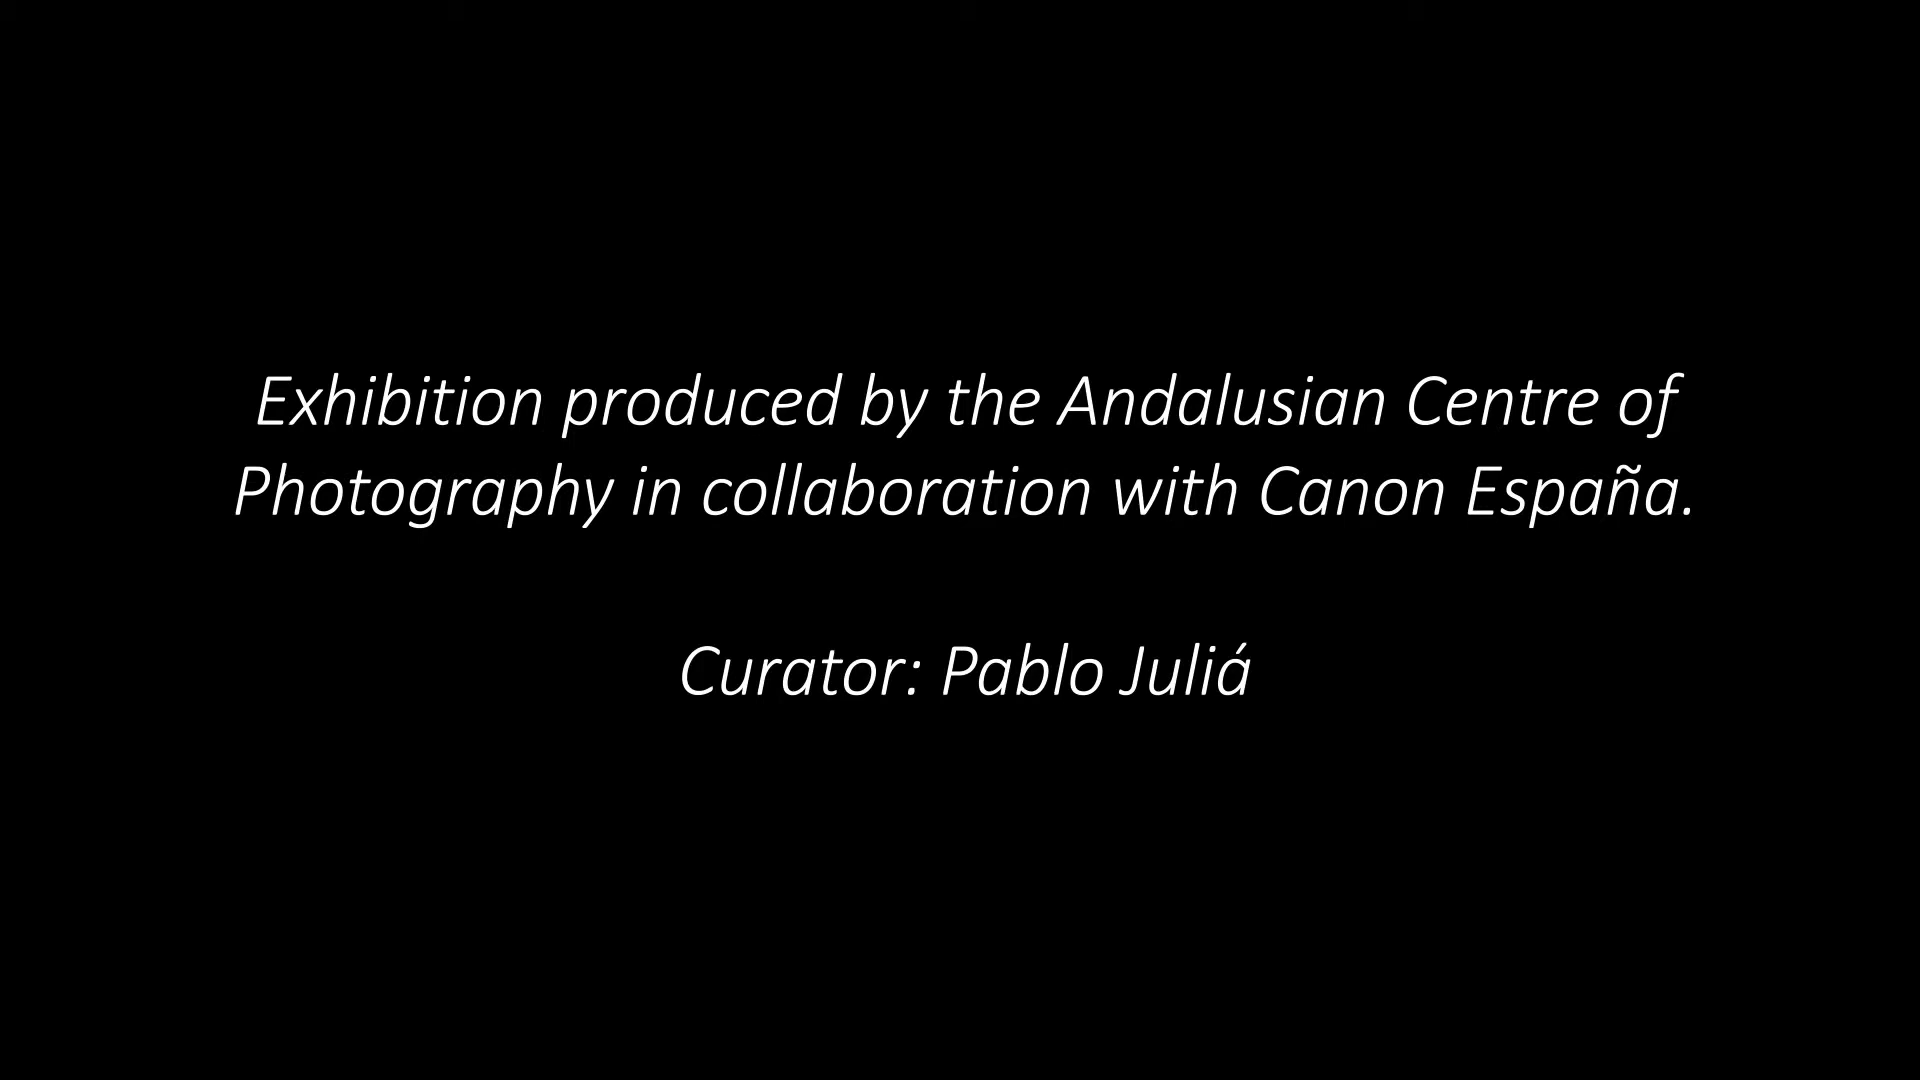 Exhibition produced by the Andalusian Centre of
Photography in collaboration with Canon España.
Curator: Pablo Juliá